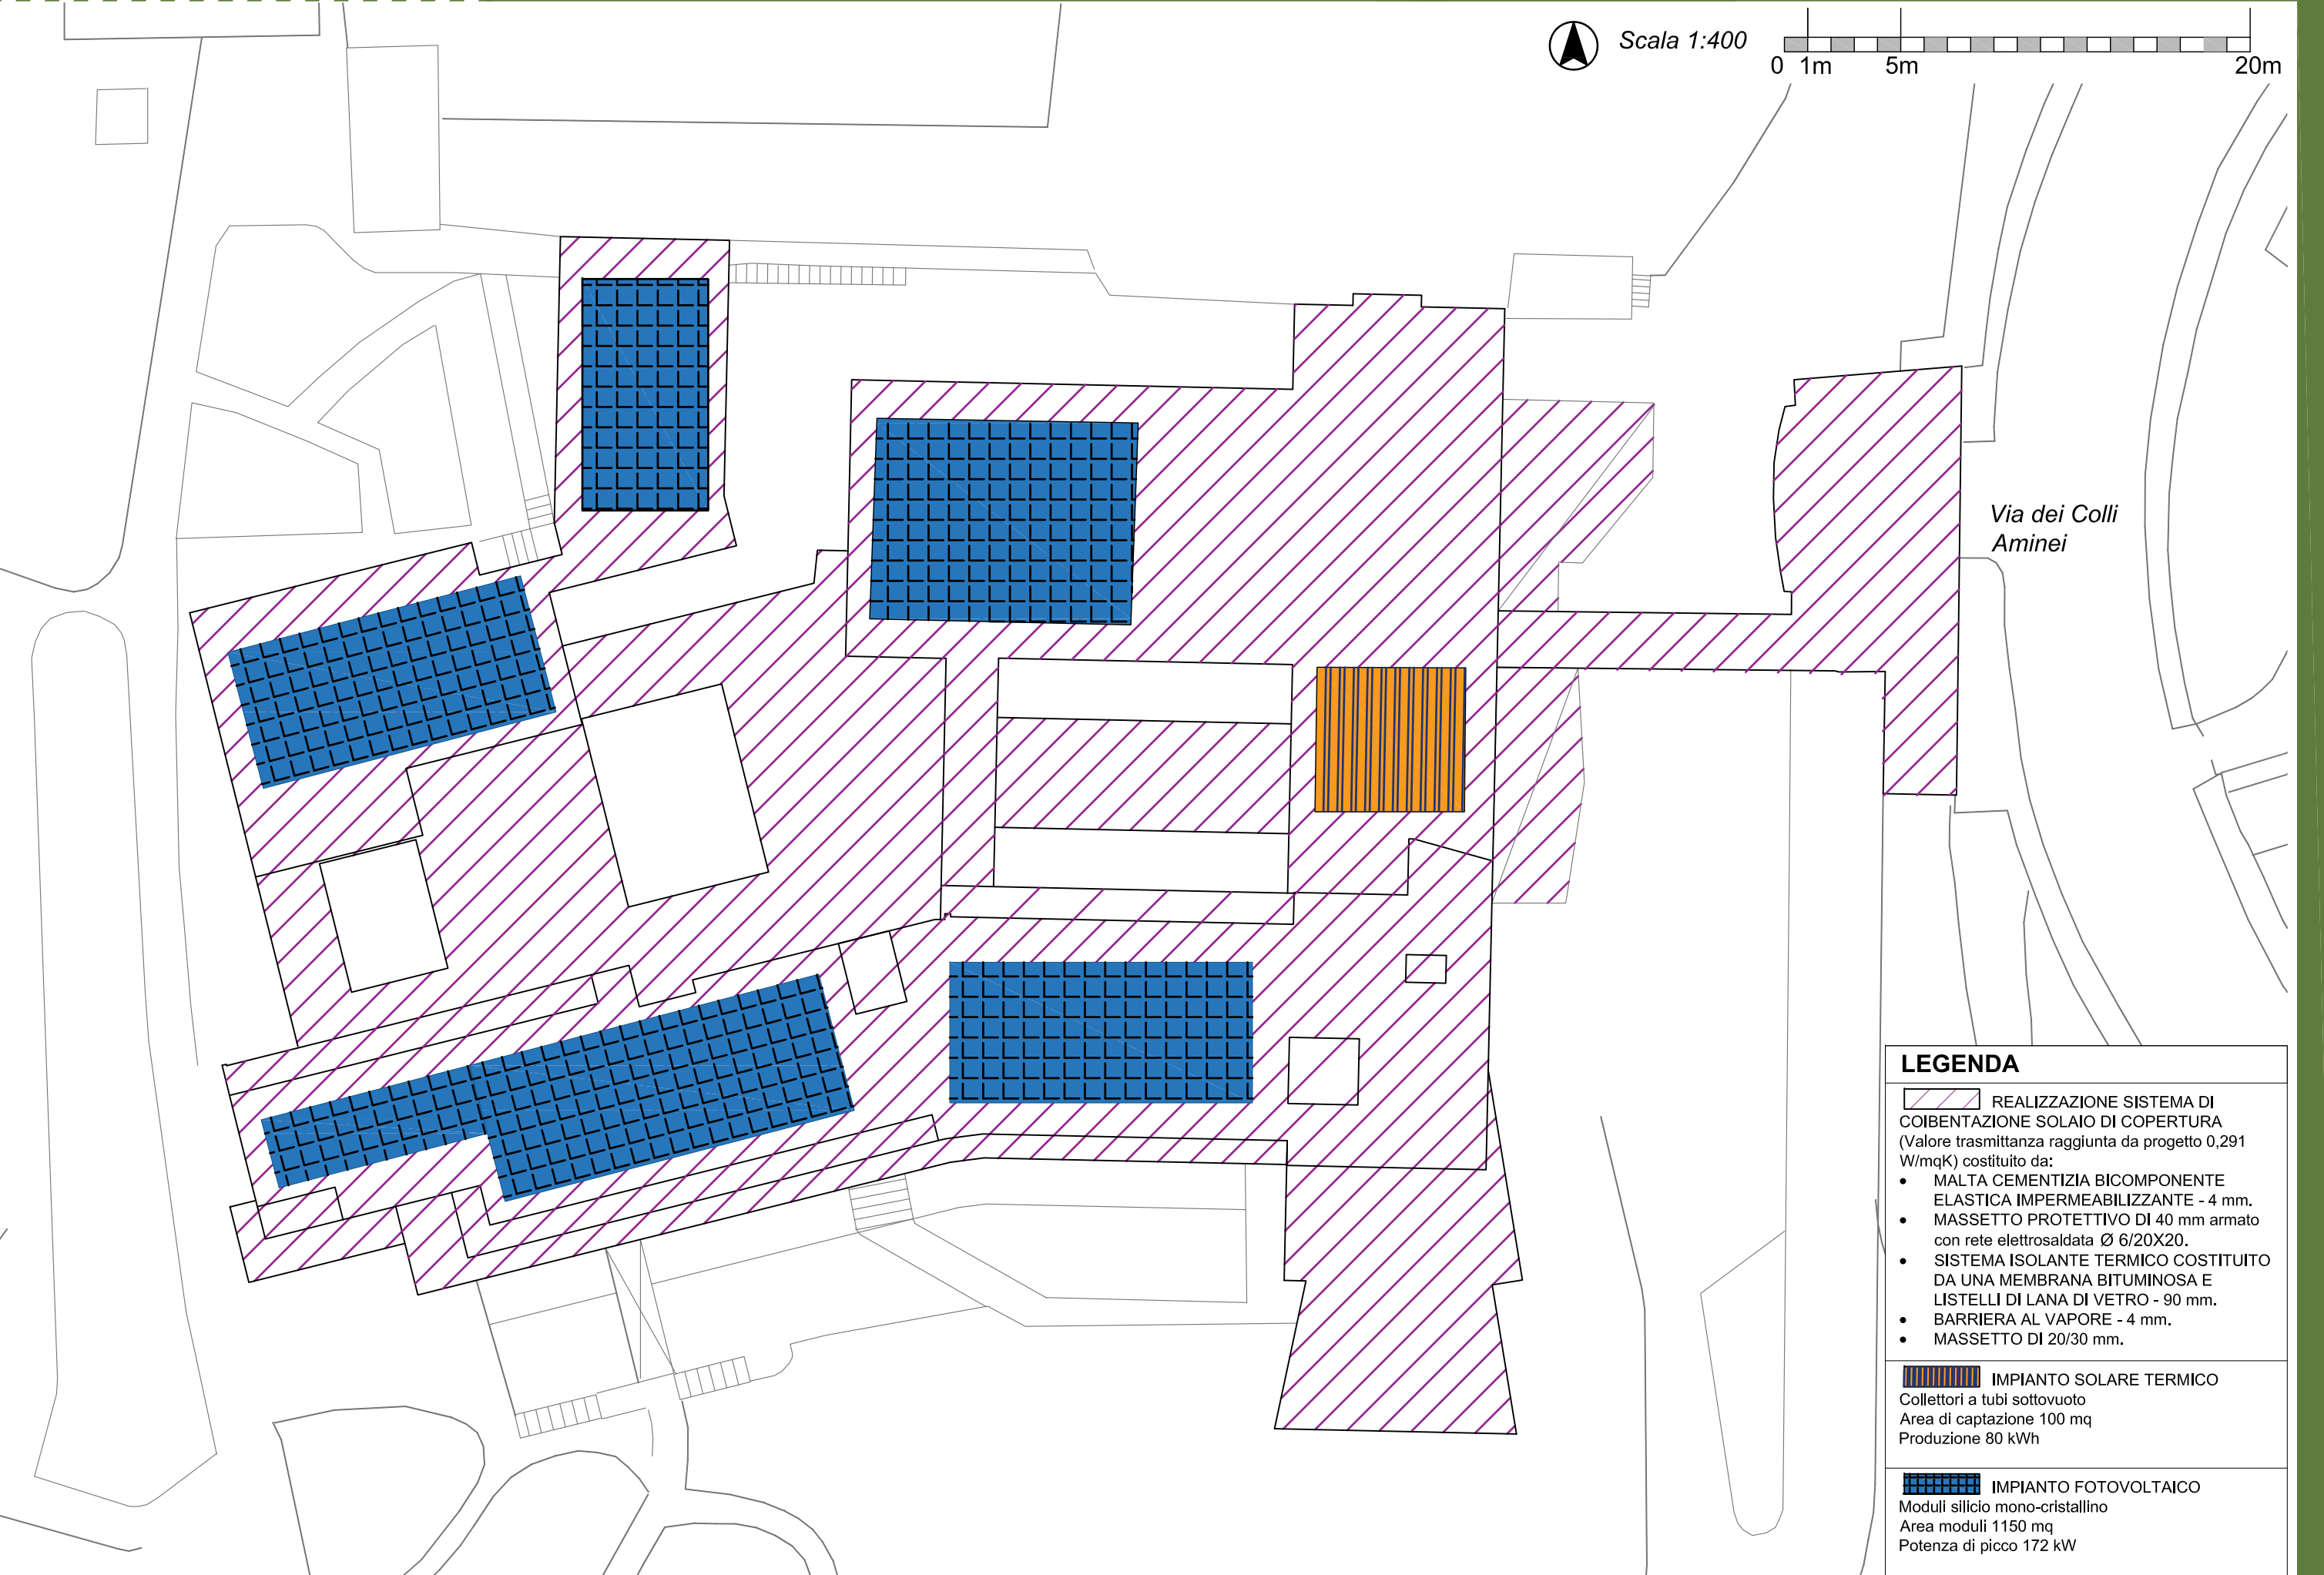 Scala 1:400
0 1m 5m 20m
Via dei Colli
Aminei
LEGENDA
REALIZZAZIONE SISTEMA DI
COIBENTAZIONE SOLAIO DI COPERTURA
(Valore trasmittanza raggiunta da progetto 0,291
W/mqK) costituito da:
• MALTA CEMENTIZIA BICOMPONENTE
ELASTICA IMPERMEABILIZZANTE - 4 mm.
• MASSETTO PROTETTIVO DI 40 mm armato
con rete elettrosaldata Ø 6/20X20.
• SISTEMA ISOLANTE TERMICO COSTITUITO
DA UNA MEMBRANA BITUMINOSA E
LISTELLI DI LANA DI VETRO - 90 mm.
• BARRIERA AL VAPORE - 4 mm.
• MASSETTO DI 20/30 mm.
IMPIANTO SOLARE TERMICO
Collettori a tubi sottovuoto
Area di captazione 100 mq
Produzione 80 kWh
IMPIANTO FOTOVOLTAICO
Moduli silicio mono-cristallino
Area moduli 1150 mq
Potenza di picco 172 kW